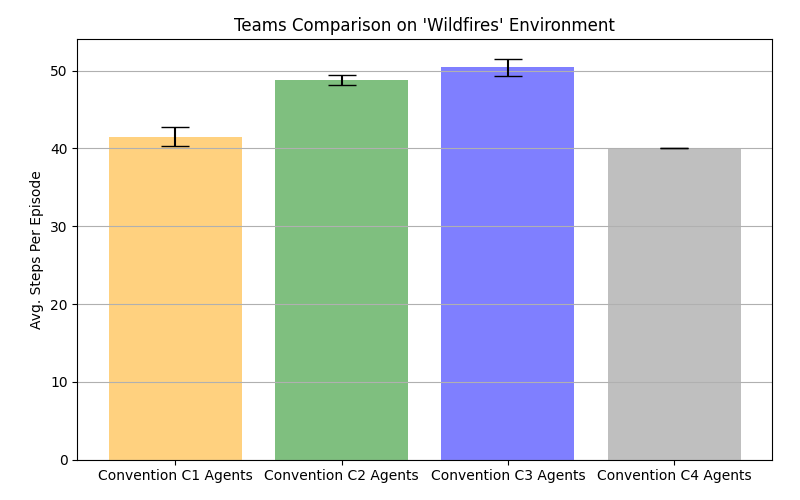 Teams Comparison on 'Wildfires' Environment
Avg. Steps Per Episode
50
40
30
20
10
0
Convention C1 Agents Convention C2 Agents Convention C3 Agents Convention C4 Agents